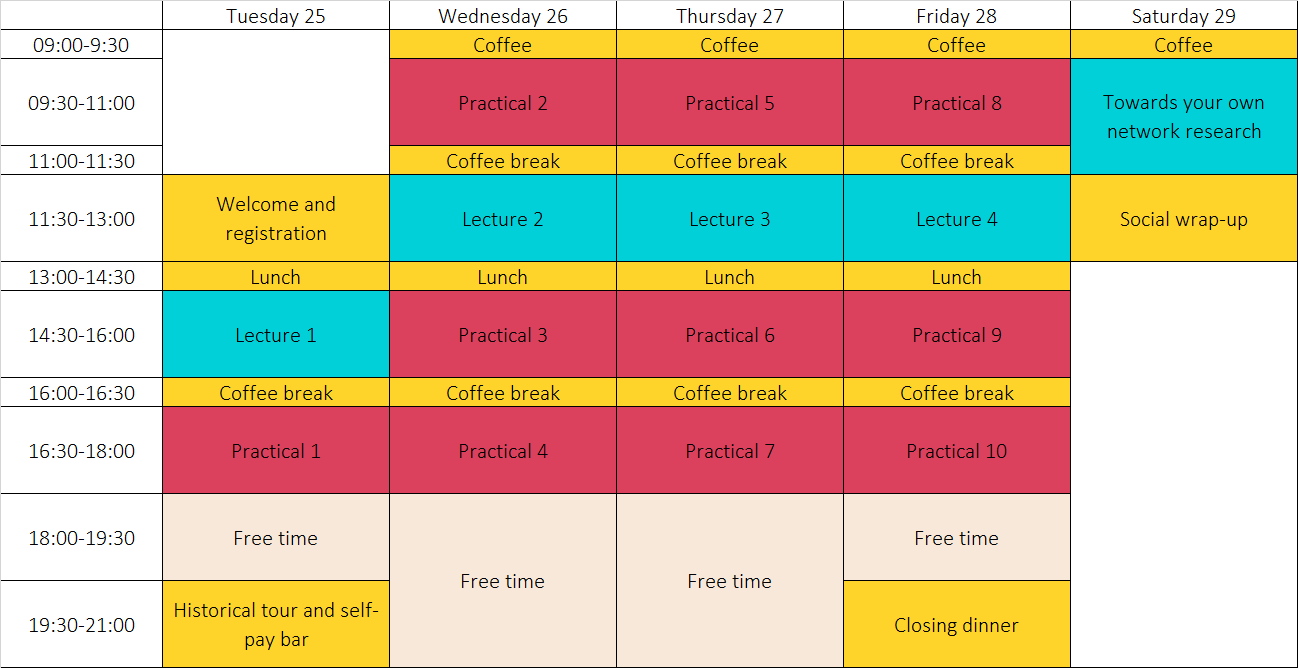 Tuesday 25
Wednesday 26
Thursday 27
Friday 28
Saturday 29
09:00-9:30
Coffee
Coffee
Coffee
Coffee
09:30-11:00
Practical 2
Practical 5
Practical 8
Towards your own
network research
11:00-11:30
Coffee break
Coffee break
Coffee break
11:30-13:00
Welcome and
registration
Lecture 2
Lecture 3
Lecture 4
Social wrap-up
13:00-14:30
Lunch
Lunch
Lunch
Lunch
14:30-16:00
Lecture 1
Practical 3
Practical 6
Practical 9
16:00-16:30
Coffee break
Coffee break
Coffee break
Coffee break
16:30-18:00
Practical 1
Practical 4
Practical 7
Practical 10
18:00-19:30
Free time
Free time
Free time
Free time
19:30-21:00
Historical tour and self-
pay bar
Closing dinner